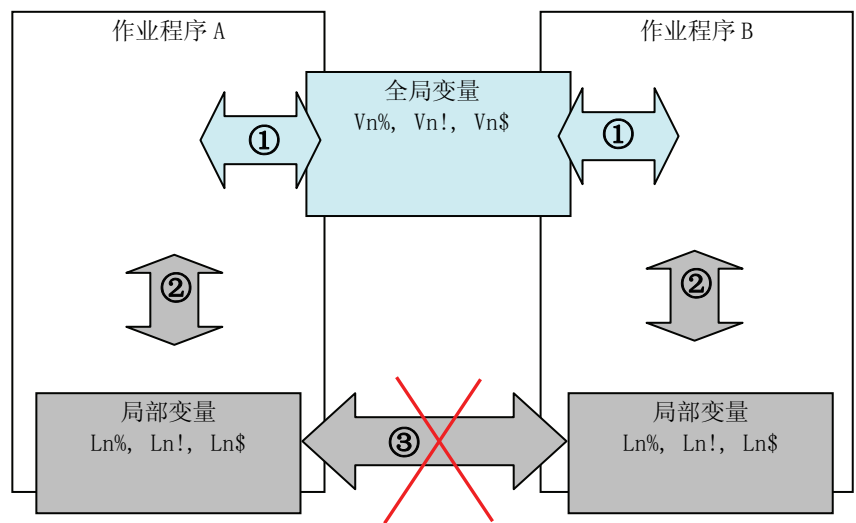 作业程序 A
作业程序 B
全局变量
Vn%, Vn!, Vn$
①
①
②
②
局部变量
Ln%, Ln!, Ln$
③
局部变量
Ln%, Ln!, Ln$